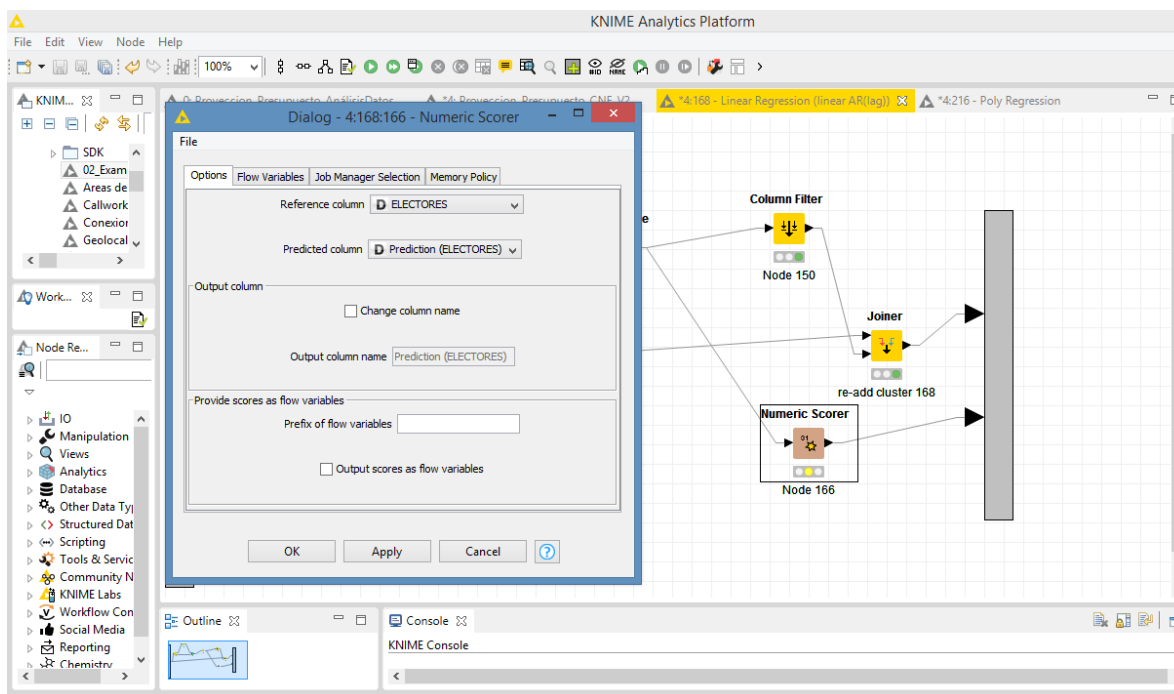 KNIME Analytics Platform
File Edit View Node Help
100%
KNIM...
SDK
02_Exam
Areas de
Callwork
Conexior
Geolocal
Work...
Node Re...
IO
Manipulation
Views
Analytics
Database
Other Data Ty
Structured Dat
Scripting
Tools & Servic
Community N
KNIME Labs
Workflow Con
Social Media
Reporting
Chemistry
0: Proyeccion_Presupuesto_AnálisisDatos
*4: Proyeccion_Presupuesto_CNE_V2
*4:168 - Linear Regression (linear AR(lag))
*4:216 - Poly Regression
Dialog - 4:168:166 - Numeric Scorer
File
Options Flow Variables Job Manager Selection Memory Policy
Reference column D ELECTORES
Predicted column D Prediction (ELECTORES)
Output column
Change column name
Output column name Prediction (ELECTORES)
Provide scores as flow variables
Prefix of flow variables
Output scores as flow variables
OK Apply Cancel ?
e
Column Filter
Node 150
Joiner
re-add cluster 168
Numeric Scorer
Node 166
Outline
Console
KNIME Console